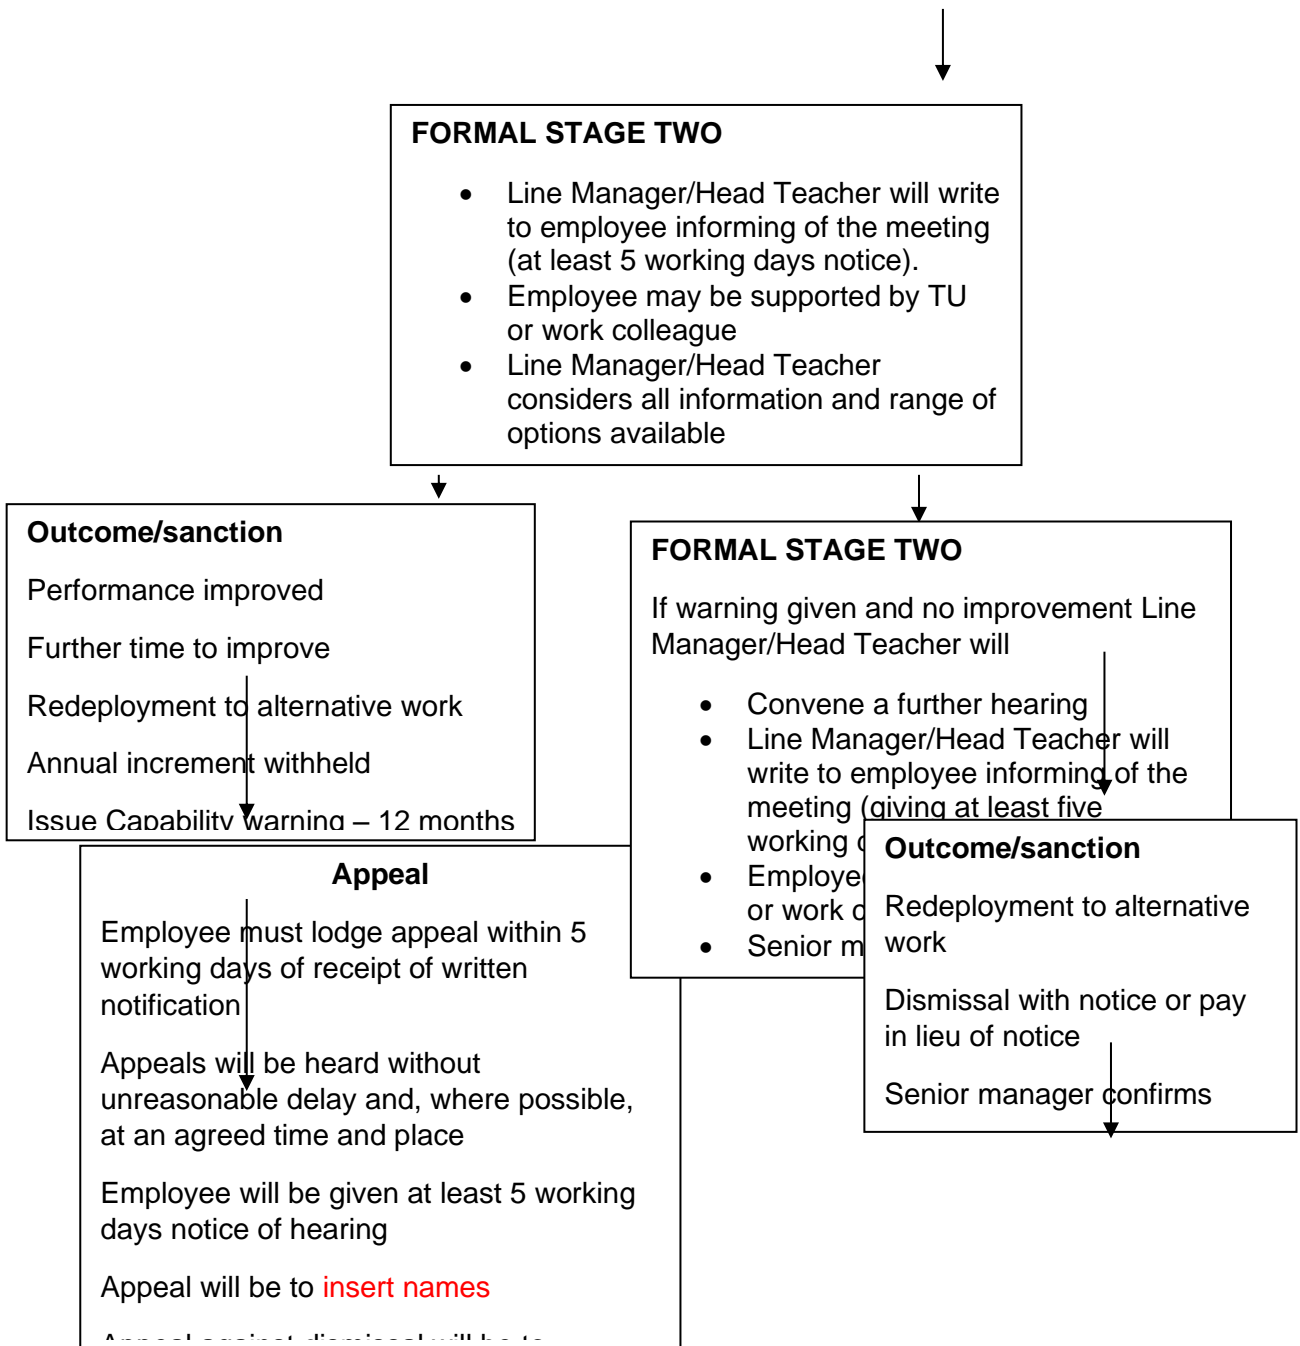 FORMAL STAGE TWO
• Line Manager/Head Teacher will write
to employee informing of the meeting
(at least 5 working days notice).
• Employee may be supported by TU
or work colleague
• Line Manager/Head Teacher
considers all information and range of
options available
Outcome/sanction
Performance improved
Further time to improve
Redeployment to alternative work
Annual increment withheld
Issue Capability warning – 12 months
FORMAL STAGE TWO
If warning given and no improvement Line
Manager/Head Teacher will
• Convene a further hearing
• Line Manager/Head Teacher will
write to employee informing of the
meeting (giving at least five
working
• Employe
or work
• Senior m
Outcome/sanction
Redeployment to alternative
work
Dismissal with notice or pay
in lieu of notice
Senior manager confirms
Appeal
Employee must lodge appeal within 5
working days of receipt of written
notification
Appeals will be heard without
unreasonable delay and, where possible,
at an agreed time and place
Employee will be given at least 5 working
days notice of hearing
Appeal will be to insert names
Appeal against dismissal will be to